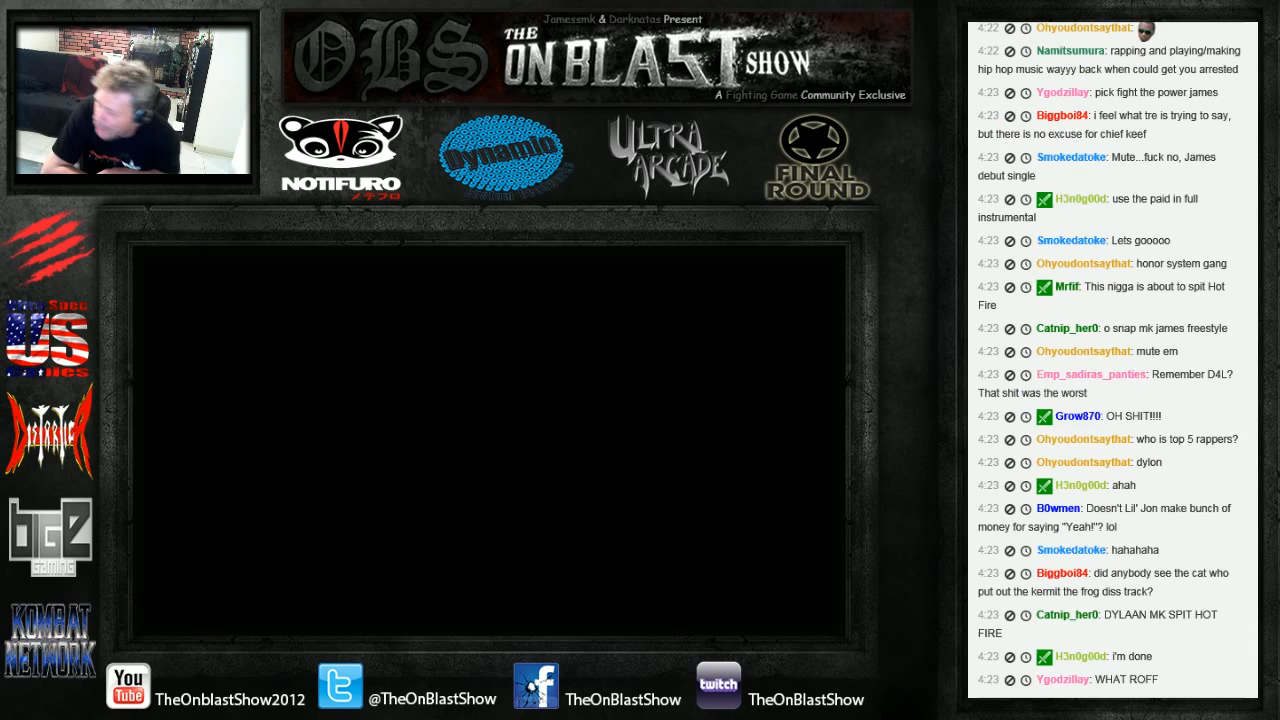 Jamessmk & Darknatas Present
OBS THE ON BLAST SHOW
A Fighting Game Community Exclusive
NOTIFURO
メテフロ
Dynamic
ULTRA ARCADE
FINAL ROUND
US
BIGE
GAMING
KOMBAT
NETWORK
You Tube TheOnblastShow2012
@TheOnBlastShow
TheOnBlastShow
twitch TheOnBlastShow
4:22 Ohyoudontsaythat:
4:22 Namitsumura: rapping and playing/making
hip hop music wayyy back when could get you arrested
4:23 Ygodzillay: pick fight the power james
4:23 Biggboi84: i feel what tre is trying to say,
but there is no excuse for chief keef
4:23 Smokedatoke: Mute...fuck no, James
debut single
4:23 H3n0g00d: use the paid in full
instrumental
4:23 Smokedatoke: Lets gooooo
4:23 Ohyoudontsaythat: honor system gang
4:23 Mrfif: This nigga is about to spit Hot
Fire
4:23 Catnip_her0: o snap mk james freestyle
4:23 Ohyoudontsaythat: mute em
4:23 Emp_sadiras_panties: Remember D4L?
That shit was the worst
4:23 Grow870: OH SHIT!!!!
4:23 Ohyoudontsaythat: who is top 5 rappers?
4:23 Ohyoudontsaythat: dylon
4:23 H3n0g00d: ahah
4:23 B0wmen: Doesn't Lil' Jon make bunch of
money for saying "Yeah!"? lol
4:23 Smokedatoke: hahahaha
4:23 Biggboi84: did anybody see the cat who
put out the kermit the frog diss track?
4:23 Catnip_her0: DYLAAN MK SPIT HOT
FIRE
4:23 H3n0g00d: i'm done
4:23 Ygodzillay: WHAT ROFF